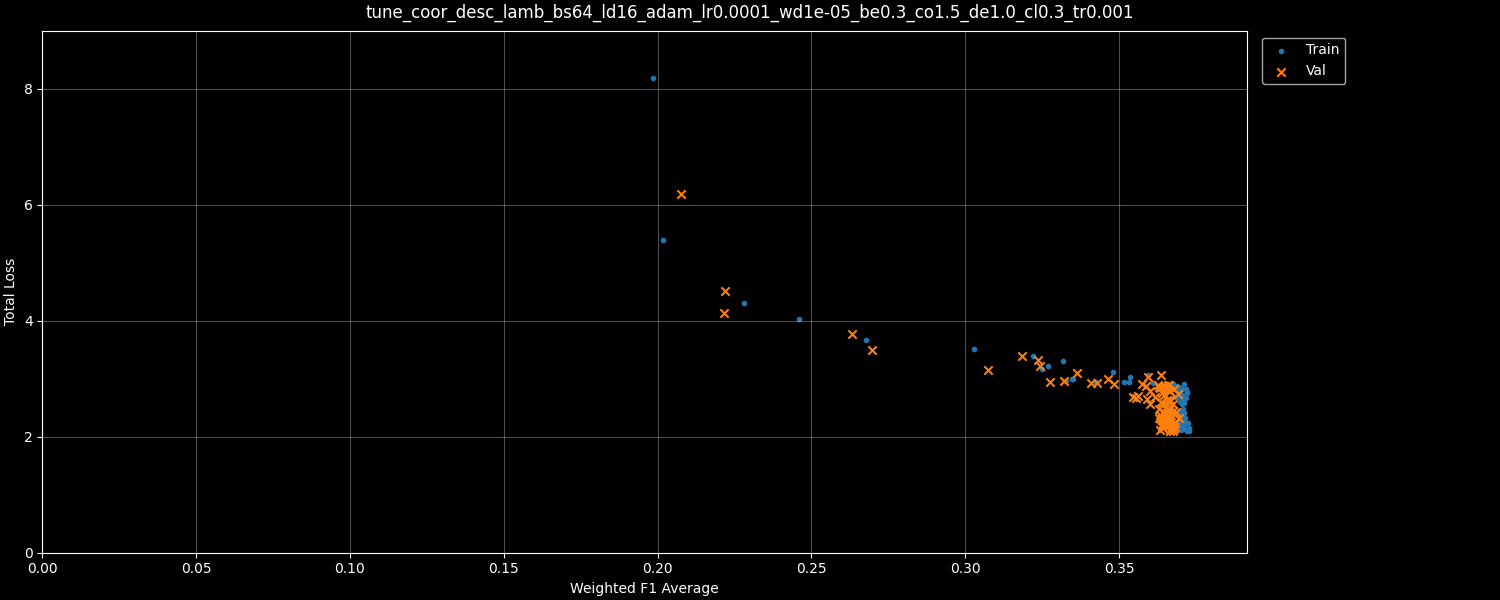 tune_coor_desc_lamb_bs64_ld16_adam_lr0.0001_wd1e-05_be0.3_co1.5_de1.0_cl0.3_tr0.001
Train
Val
Total Loss
8
6
4
2
0
0.00 0.05 0.10 0.15 0.20 0.25 0.30 0.35
Weighted F1 Average